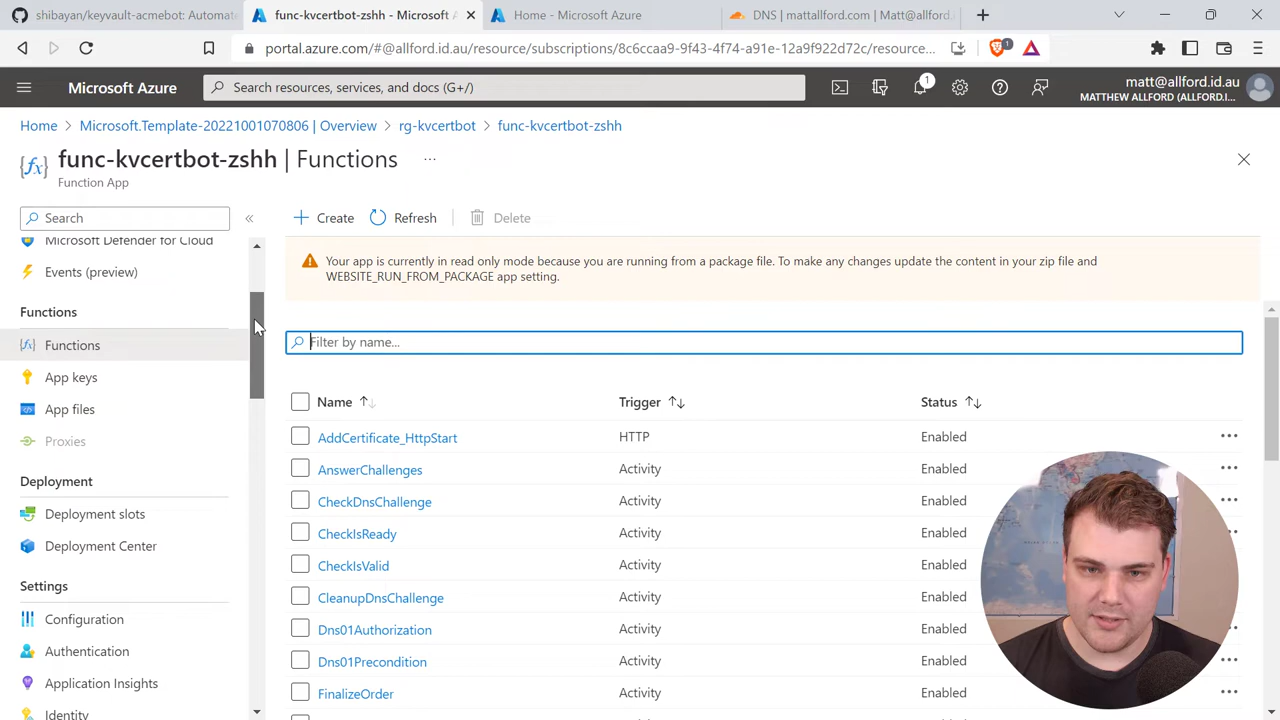 shibayan/keyvault-acmebot: Automate
func-kvcertbot-zshh - Microsoft A
Home - Microsoft Azure
DNS | mattallford.com | Matt@allford.
portal.azure.com/#@allford.id.au/resource/subscriptions/8c6ccaa9-9f43-4f74-a91e-12a9f922d72c/resource...
1
Microsoft Azure
Search resources, services, and docs (G+/)
1
matt@allford.id.au
MATTHEW ALLFORD (ALLFORD.I...
Home > Microsoft.Template-20221001070806 | Overview > rg-kvcertbot > func-kvcertbot-zshh
func-kvcertbot-zshh | Functions ...
Function App
Search
«
Create
Refresh
Delete
Microsoft Defender for Cloud
Events (preview)
Functions
Functions
App keys
App files
Proxies
Deployment
Deployment slots
Deployment Center
Settings
Configuration
Authentication
Application Insights
Identity
Your app is currently in read only mode because you are running from a package file. To make any changes update the content in your zip file and
WEBSITE_RUN_FROM_PACKAGE app setting.
Filter by name...
Name Trigger Status
AddCertificate_HttpStart HTTP Enabled
AnswerChallenges Activity Enabled
CheckDnsChallenge Activity Enabled
CheckIsReady Activity Enabled
CheckIsValid Activity Enabled
CleanupDnsChallenge Activity Enabled
Dns01Authorization Activity Enabled
Dns01Precondition Activity Enabled
FinalizeOrder Activity Enabled